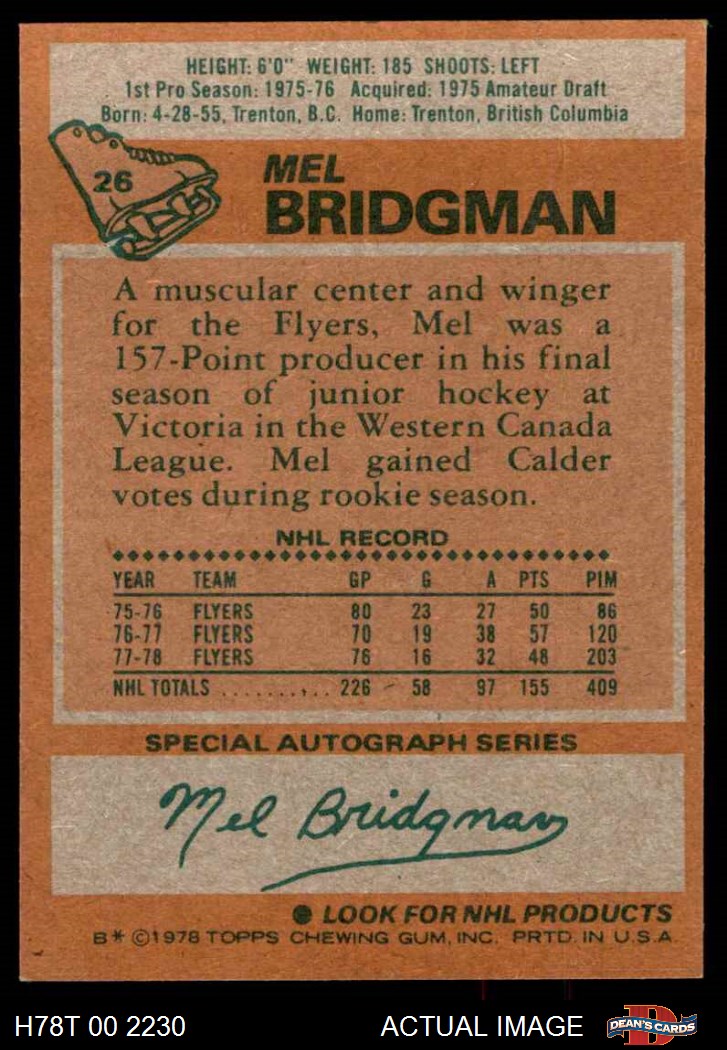 HEIGHT: 6'0" WEIGHT: 185 SHOOTS: LEFT
1st Pro Season: 1975-76 Acquired: 1975 Amateur Draft
Born: 4-28-55, Trenton, B.C. Home: Trenton, British Columbia
26
MEL
BRIDGMAN
A muscular center and winger
for the Flyers, Mel was a
157-Point producer in his final
season of junior hockey at
Victoria in the Western Canada
League. Mel gained Calder
votes during rookie season.
NHL RECORD
YEAR TEAM GP G A PTS PIM
75-76 FLYERS 80 23 27 50 86
76-77 FLYERS 70 19 38 57 120
77-78 FLYERS 76 16 32 48 203
NHL TOTALS .......... 226 58 97 155 409
SPECIAL AUTOGRAPH SERIES
Mel Bridgman
LOOK FOR NHL PRODUCTS
B* ©1978 TOPPS CHEWING GUM, INC. PRTD. IN U.S.A.
H78T 00 2230 ACTUAL IMAGE D DEAN'S CARDS